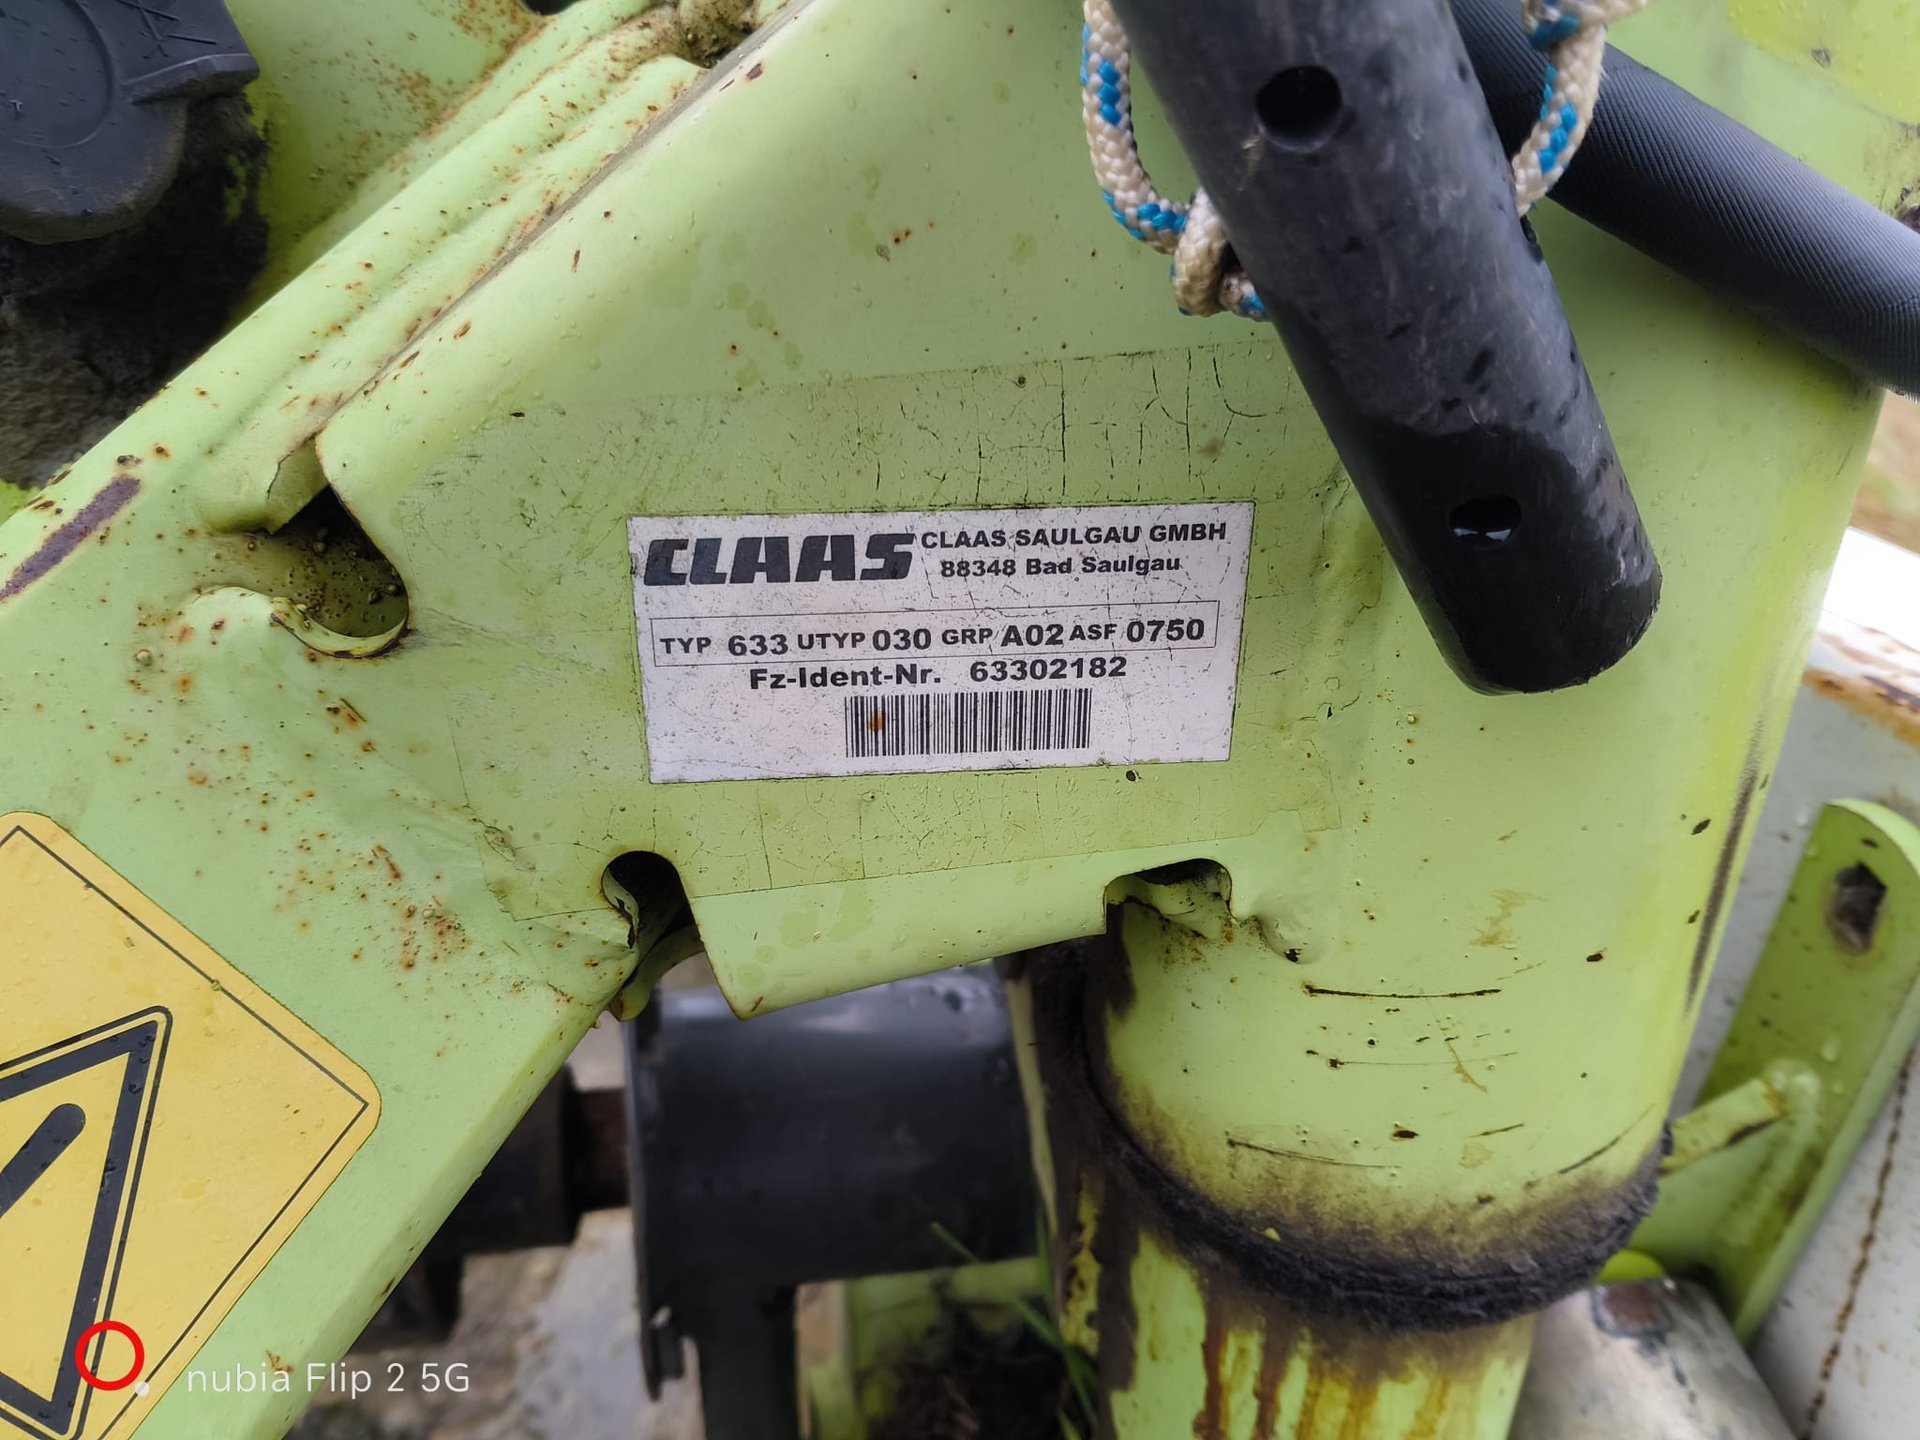 CLAAS CLAAS SAULGAU GMBH
88348 Bad Saulgau
TYP 633 UTYP 030 GRP A02 ASF 0750
Fz-Ident-Nr. 63302182
nubia Flip 2 5G